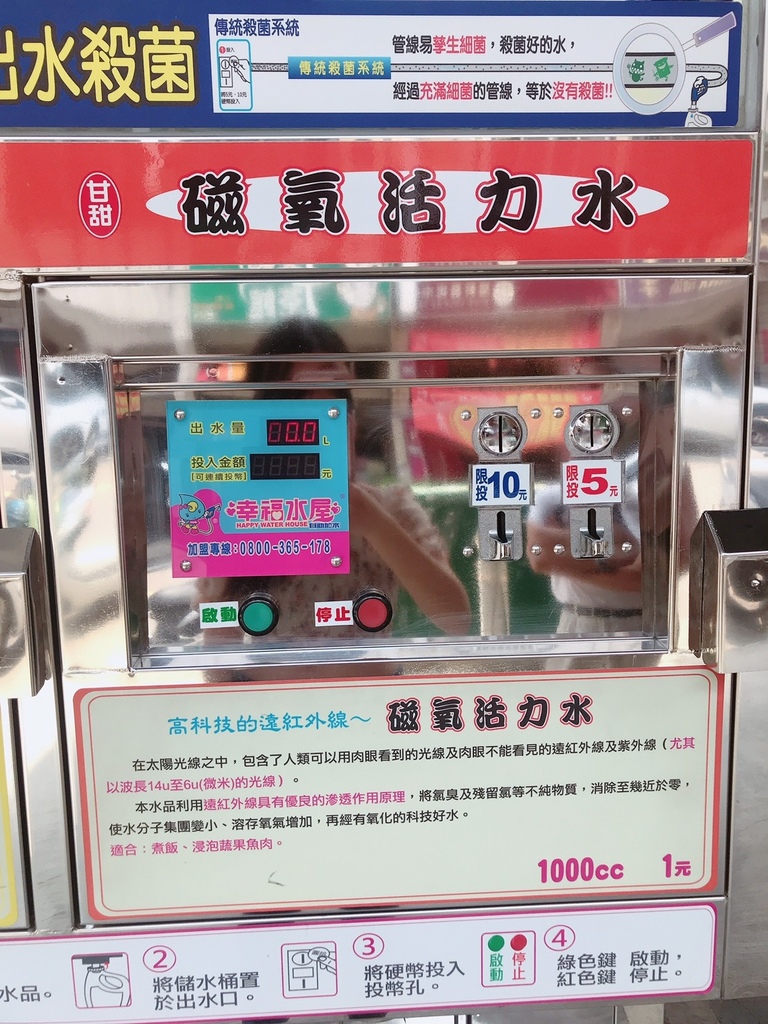 出水殺菌
傳統殺菌系統
傳統殺菌系統
管線易孳生細菌，殺菌好的水，
經過充滿細菌的管線，等於沒有殺菌!!
甘甜
磁氧活力水
出水量 0.0 L
投入金額
[可連續投幣] 元
幸福水屋
HAPPY WATER HOUSE
加盟專線:0800-365-178
限投10元
限投5元
啟動
停止
高科技的遠紅外線～ 磁氧活力水
在太陽光線之中，包含了人類可以用肉眼看到的光線及肉眼不能看見的遠紅外線及紫外線（尤其
以波長14u至6u(微米)的光線）。
本水品利用遠紅外線具有優良的滲透作用原理，將氯臭及殘留氯等不純物質，消除至幾近於零，
使水分子集團變小、溶存氧氣增加，再經有氧化的科技好水。
適合：煮飯、浸泡蔬果魚肉。
1000cc 1元
水品。
②
將儲水桶置
於出水口。
③
將硬幣投入
投幣孔。
啟動 停止
④
綠色鍵 啟動，
紅色鍵 停止。